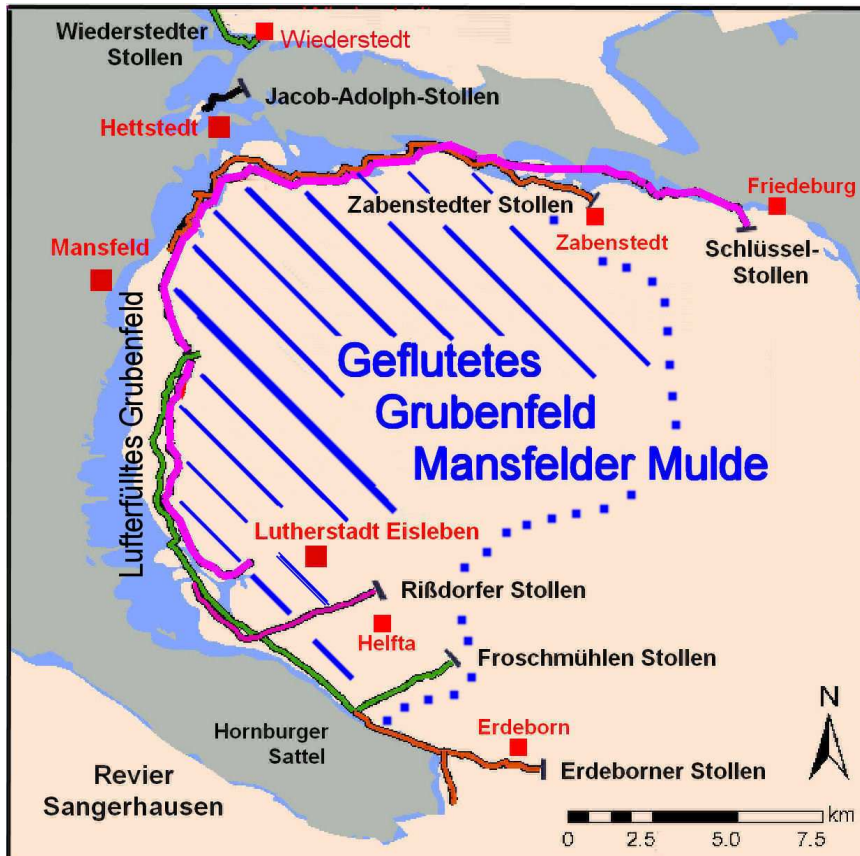 Wiederstedter
Stollen
Wiederstedt
Jacob-Adolph-Stollen
Hettstedt
Zabenstedter Stollen
Friedeburg
Zabenstedt
Schlüssel-
Stollen
Mansfeld
Lufterfülltes Grubenfeld
Geflutetes
Grubenfeld
Mansfelder Mulde
Lutherstadt Eisleben
Rißdorfer Stollen
Helfta
Froschmühlen Stollen
Hornburger
Sattel
Erdeborn
Erdeborner Stollen
Revier
Sangerhausen
N
km
0 2.5 5.0 7.5